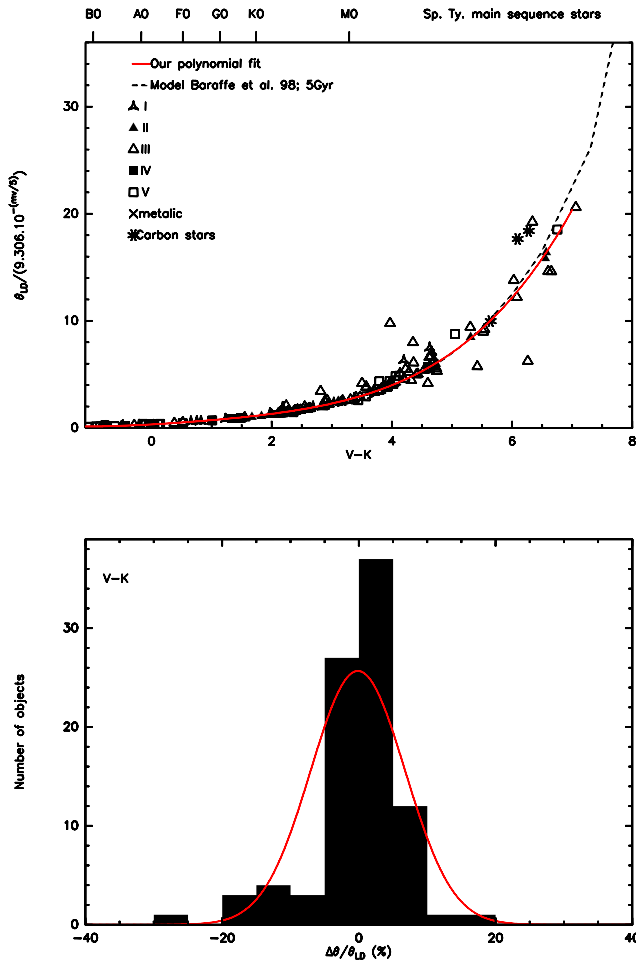 B0 A0 F0 G0 K0 M0 Sp. Ty. main sequence stars
Our polynomial fit
Model Baraffe et al. 98; 5Gyr
I
II
III
IV
V
metalic
Carbon stars
θLD/(9.306.10^-(mv/5))
30
20
10
0
0 2 4 6 8
V-K
V-K
Number of objects
30
20
10
0
-40 -20 0 20 40
Δθ/θLD (%)